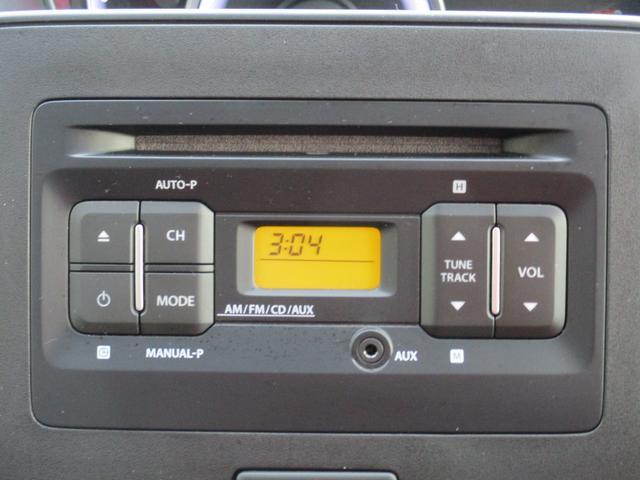 AUTO-P
H
CH
3:04
TUNE
TRACK
VOL
MODE
AM/FM/CD/AUX
C
MANUAL-P
AUX
M